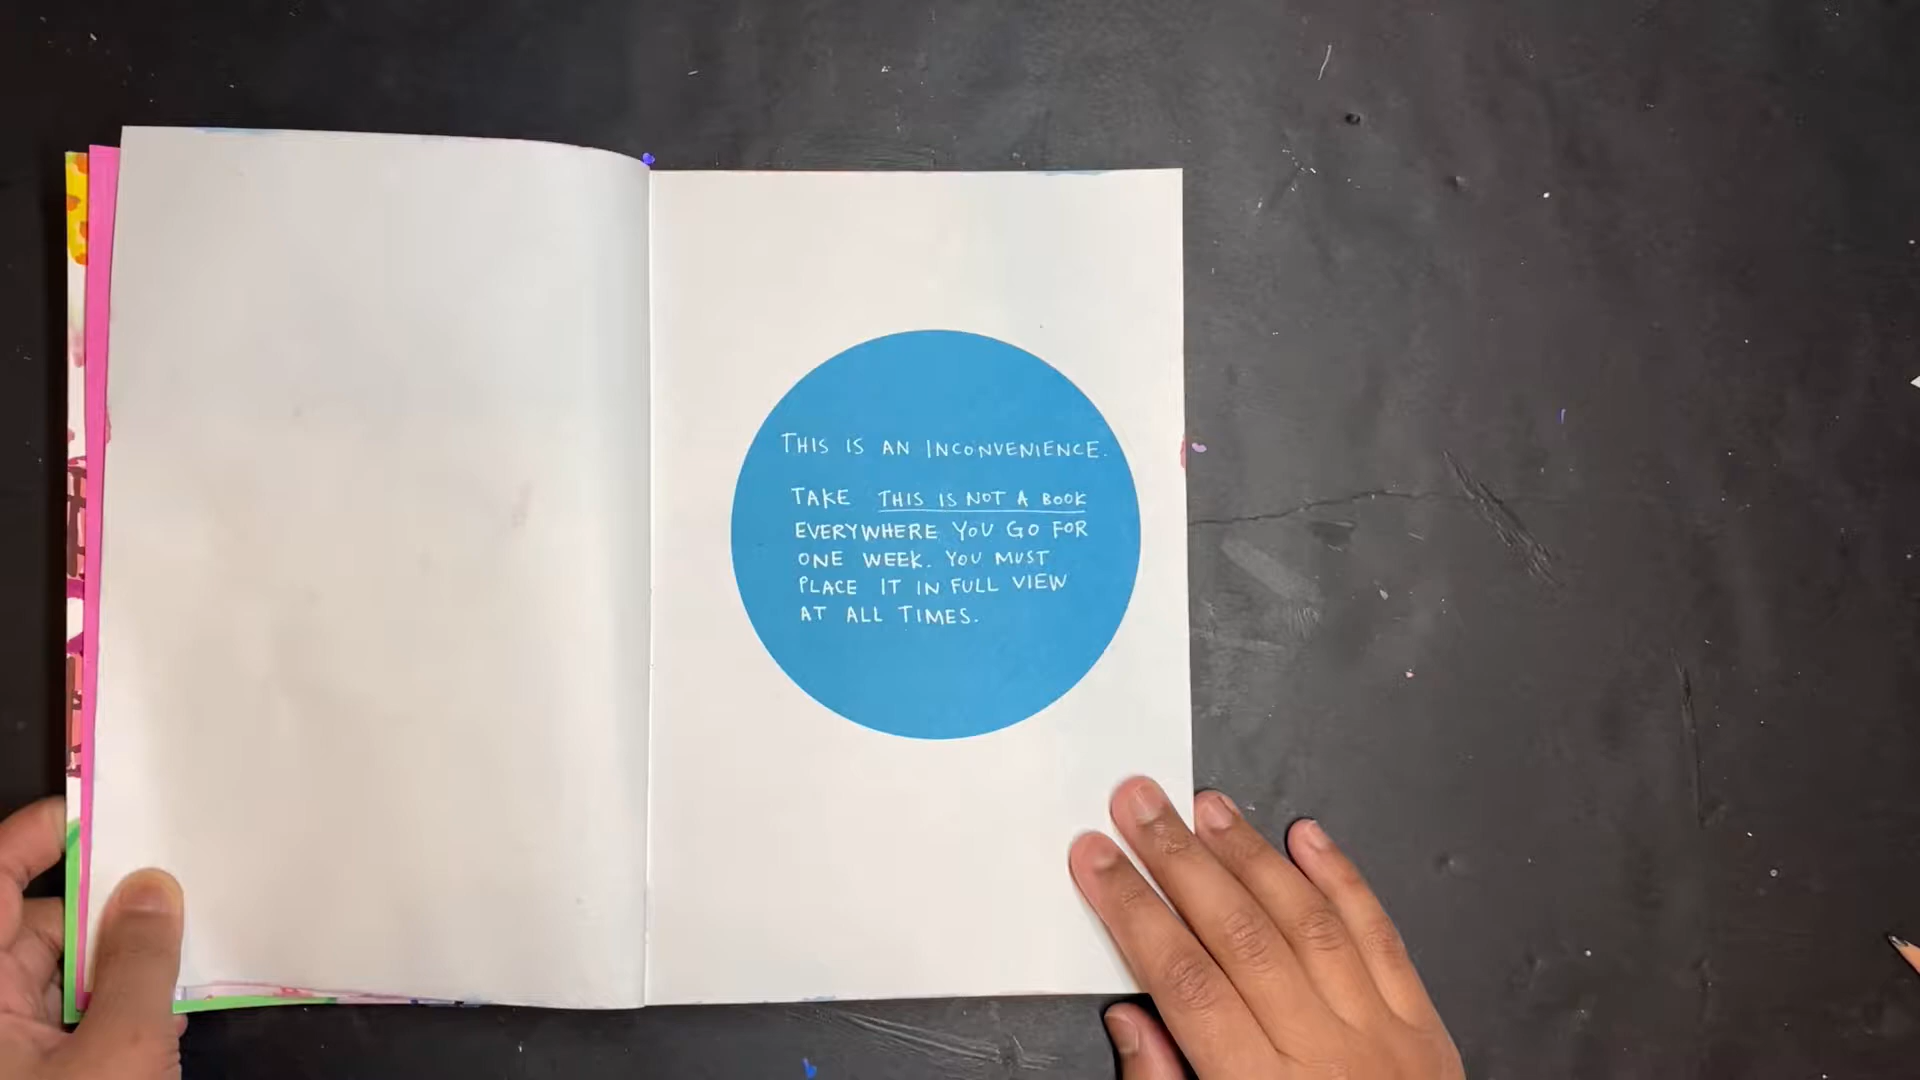 THIS IS AN INCONVENIENCE.
TAKE THIS IS NOT A BOOK
EVERYWHERE YOU GO FOR
ONE WEEK. YOU MUST
PLACE IT IN FULL VIEW
AT ALL TIMES.